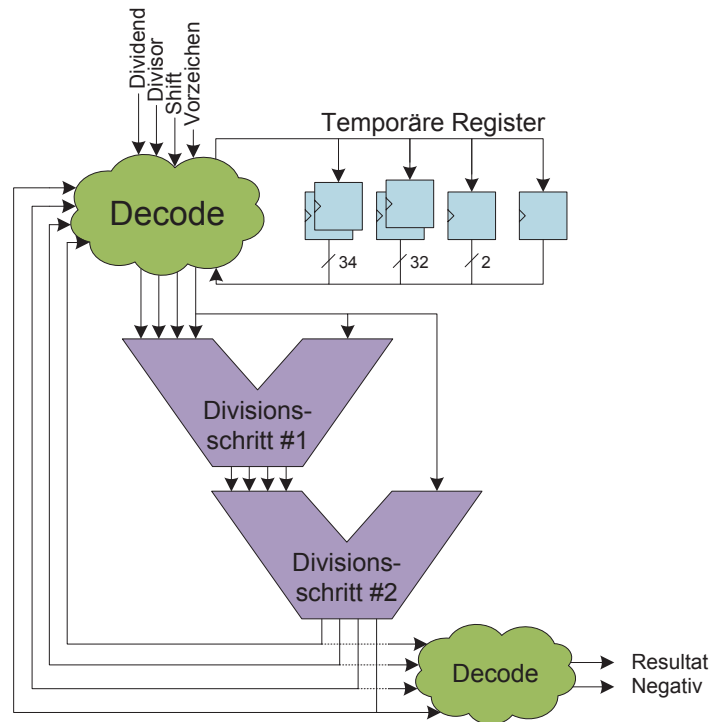 Dividend
Divisor
Shift
Vorzeichen
Temporäre Register
Decode
34
32
2
Divisions-
schritt #1
Divisions-
schritt #2
Decode
Resultat
Negativ